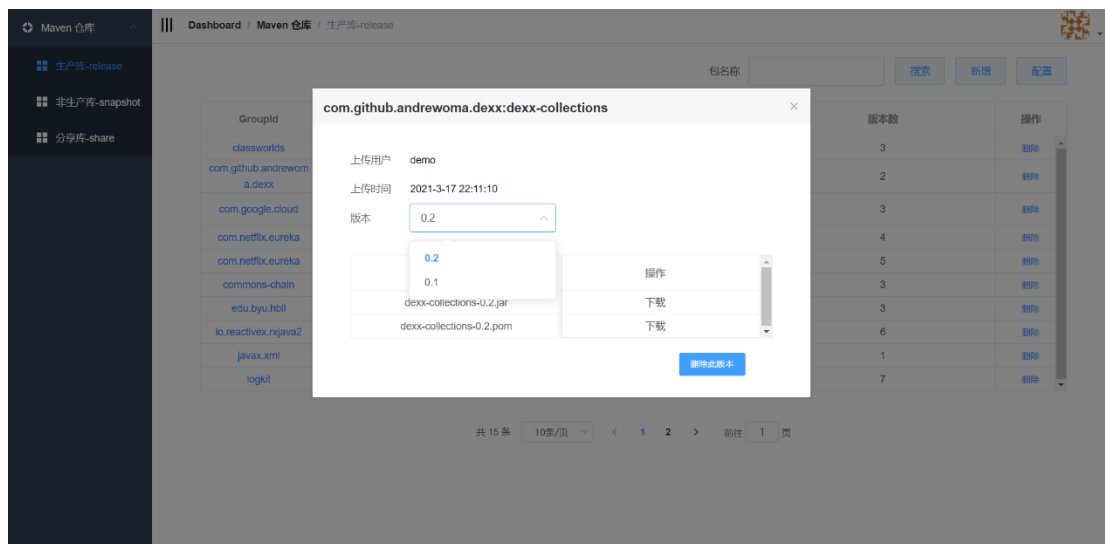 Maven 仓库
Dashboard / Maven 仓库 / 生产库-release
生产库-release
非生产库-snapshot
分享库-share
包名称
搜索
新增
配置
GroupId
版本数
操作
classworlds
3
删除
com.github.andrewom
a.dexx
2
删除
com.google.cloud
3
删除
com.netflix.eureka
4
删除
com.netflix.eureka
5
删除
commons-chain
3
删除
edu.byu.hbll
3
删除
io.reactivex.rxjava2
6
删除
javax.xml
1
删除
logkit
7
删除
com.github.andrewoma.dexx:dexx-collections
上传用户 demo
上传时间 2021-3-17 22:11:10
版本 0.2
0.2
0.1
操作
dexx-collections-0.2.jar 下载
dexx-collections-0.2.pom 下载
删除此版本
共 15 条 10条/页 1 2 前往 1 页